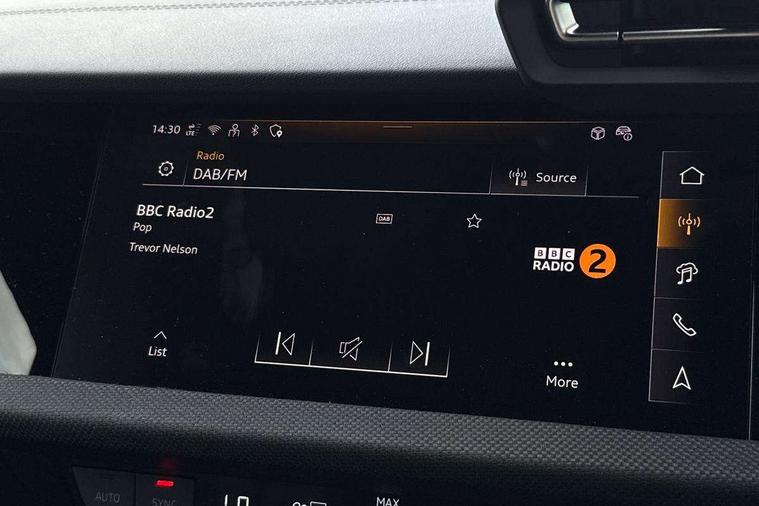 14:30 LTE
Radio
DAB/FM
Source
BBC Radio2
DAB
Pop
Trevor Nelson
BBC
RADIO 2
List
More
AUTO
SYNC
MAX